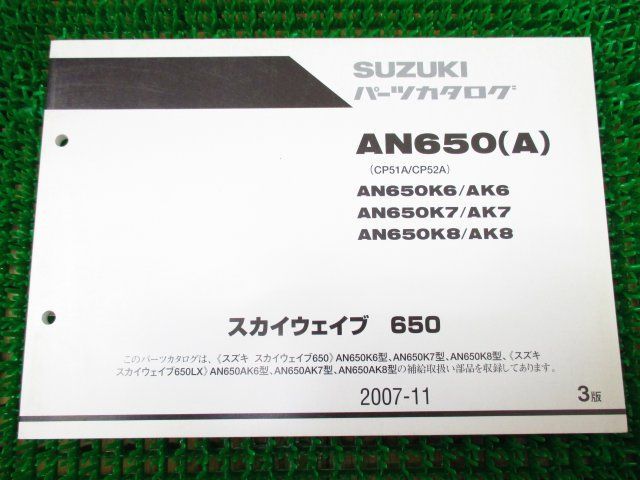 SUZUKI
パーツカタログ
AN650(A)
(CP51A/CP52A)
AN650K6/AK6
AN650K7/AK7
AN650K8/AK8
スカイウェイブ 650
このパーツカタログは、《スズキ スカイウェイブ650》AN650K6型、AN650K7型、AN650K8型、《スズキ
スカイウェイブ650LX》AN650AK6型、AN650AK7型、AN650AK8型の補給取扱い部品を収録してあります。
2007-11
3版